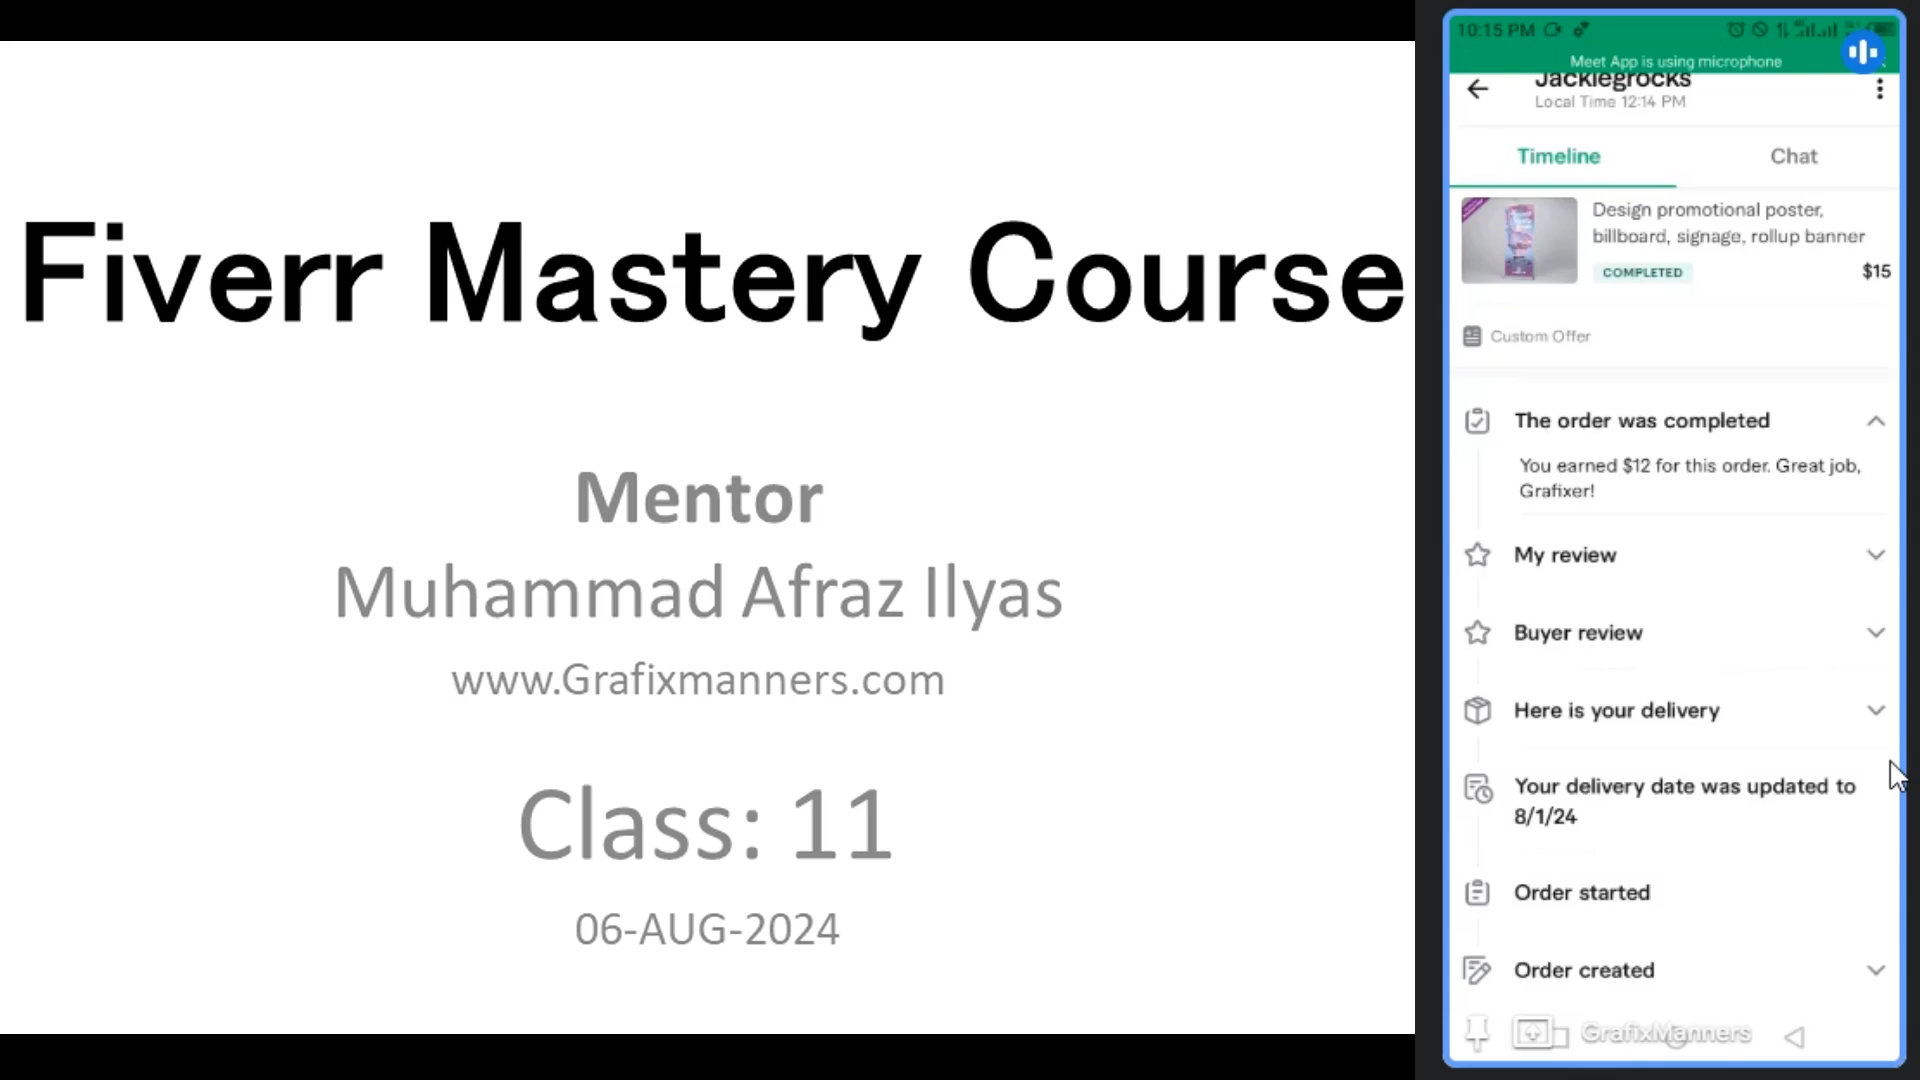 Fiverr Mastery Course
Mentor
Muhammad Afraz Ilyas
www.Grafixmanners.com
Class: 11
06-AUG-2024
10:15 PM
Meet App is using microphone
Jackiegrocks
Local Time 12:14 PM
Timeline
Chat
Design promotional poster,
billboard, signage, rollup banner
COMPLETED
$15
Custom Offer
The order was completed
You earned $12 for this order. Great job,
Grafixer!
My review
Buyer review
Here is your delivery
Your delivery date was updated to
8/1/24
Order started
Order created
GrafixManners